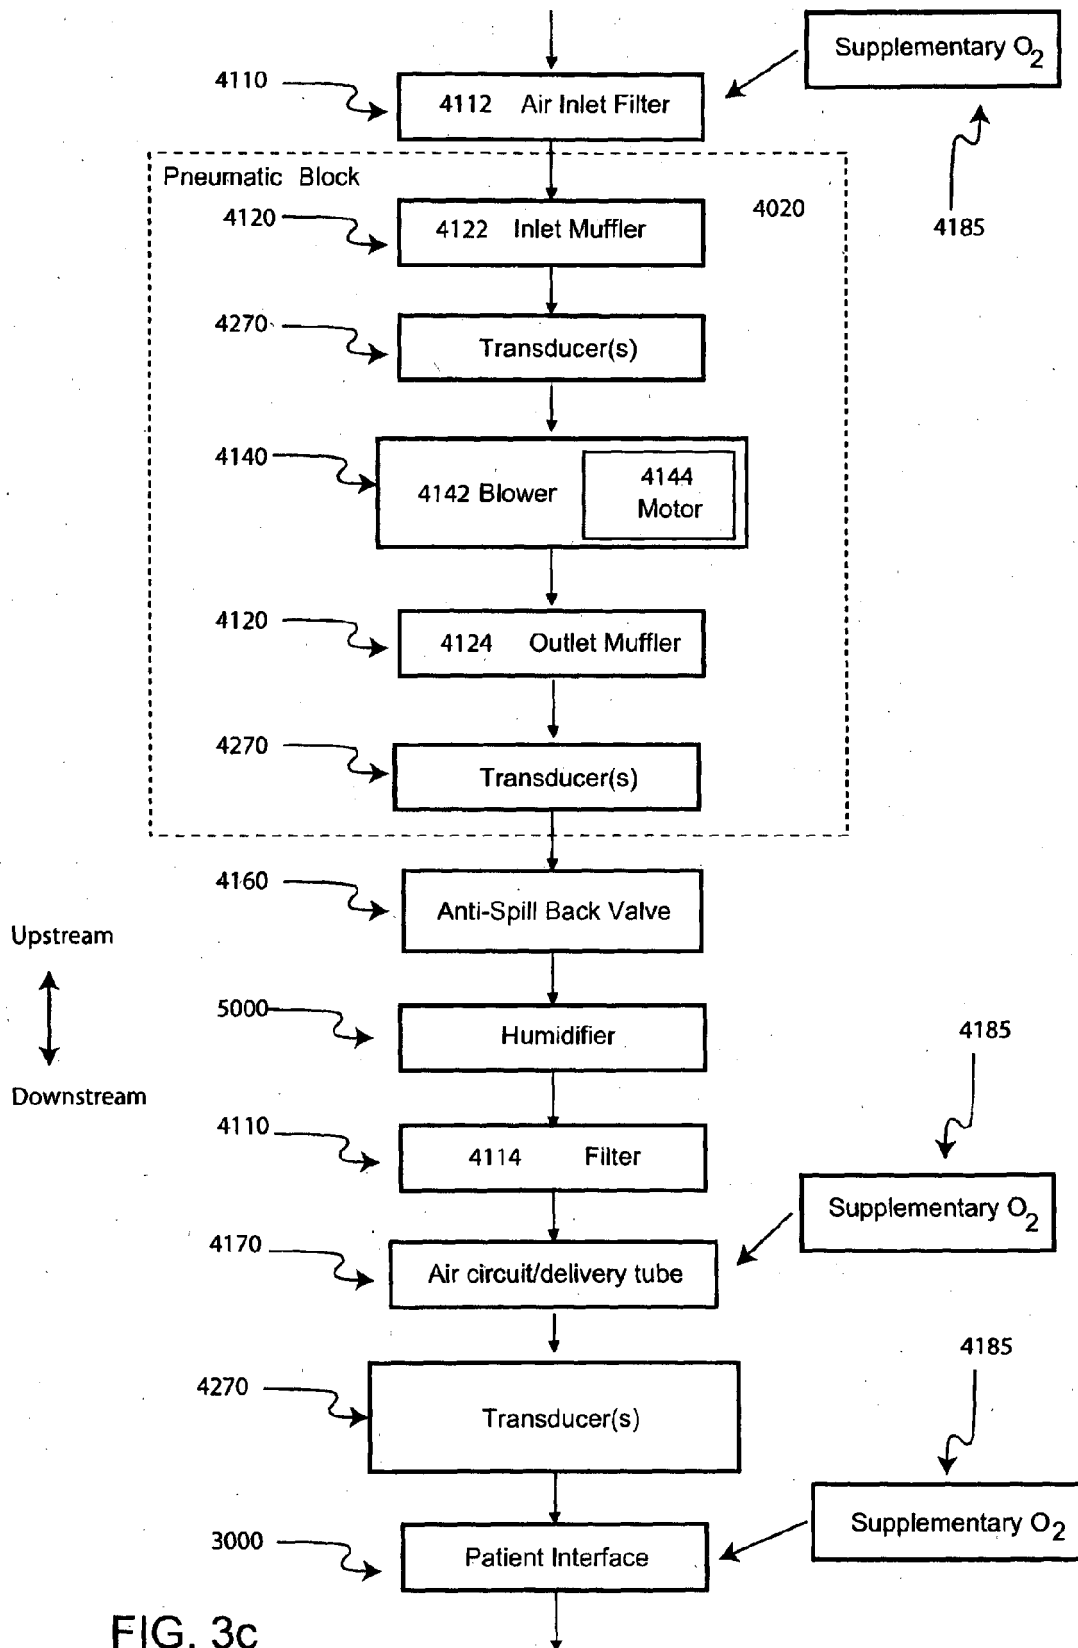 Supplementary O2
4110
4112 Air Inlet Filter
4185
Pneumatic Block
4020
4120
4122 Inlet Muffler
4270
Transducer(s)
4140
4142 Blower
4144
Motor
4120
4124 Outlet Muffler
4270
Transducer(s)
4160
Anti-Spill Back Valve
Upstream
Downstream
5000
Humidifier
4185
4110
4114 Filter
Supplementary O2
4170
Air circuit/delivery tube
4185
4270
Transducer(s)
Supplementary O2
3000
Patient Interface
FIG. 3c